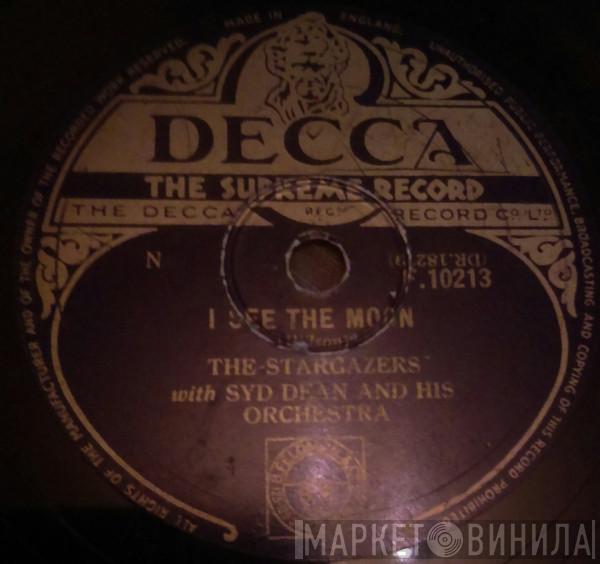 MADE IN ENGLAND.
ALL RIGHTS OF THE MANUFACTURER AND OF THE OWNER OF THE RECORDED WORK RESERVED.
UNAUTHORISED PUBLIC PERFORMANCE, BROADCASTING AND COPYING OF THIS RECORD PROHIBITED
DECCA
THE SUPREME RECORD
THE DECCA RECORD CO. LTD.
REGD
N
.10213
I SEE THE MOON
THE STARGAZERS
with SYD DEAN AND HIS
ORCHESTRA
МАРКЕТ ВИНИЛА